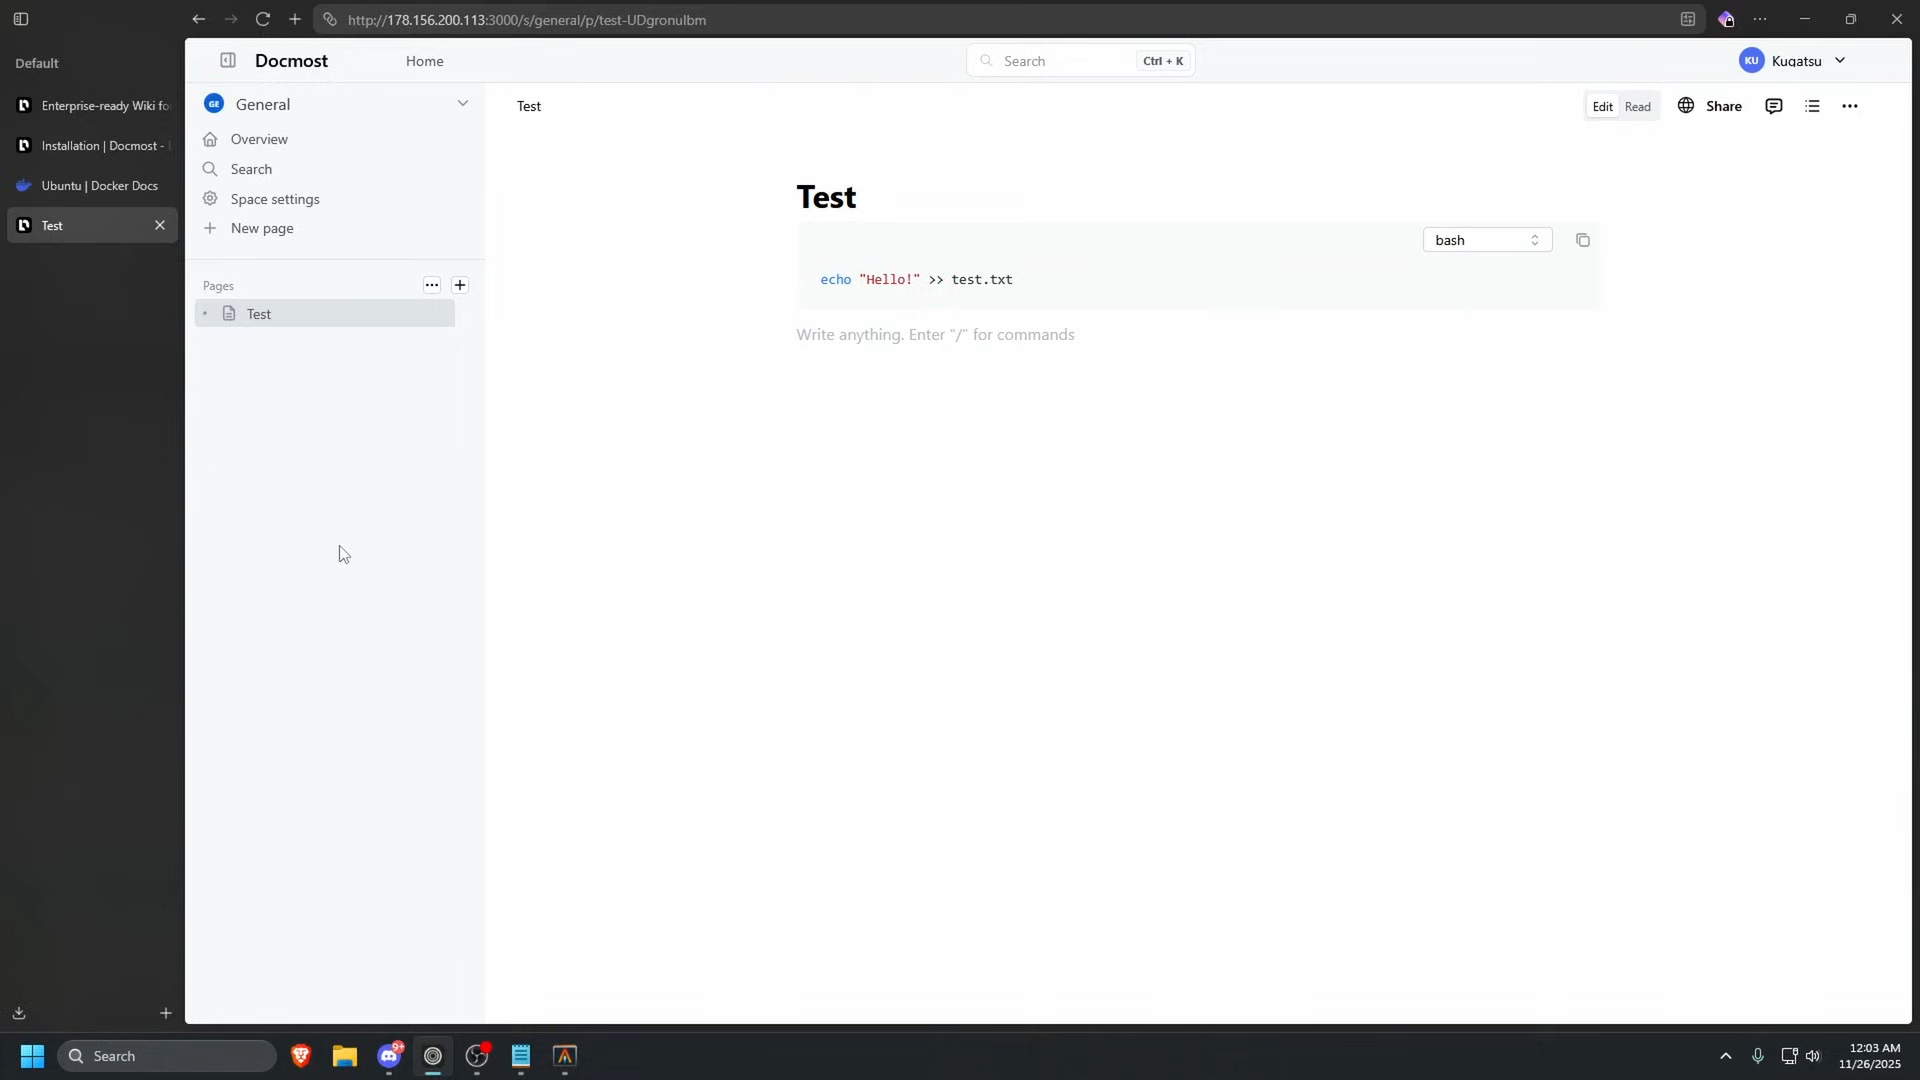 http://178.156.200.113:3000/s/general/p/test-UDgronulbm
Default
Enterprise-ready Wiki fo
Installation | Docmost -
Ubuntu | Docker Docs
Test
Docmost
Home
Search
Ctrl + K
KU
Kugatsu
GE
General
Overview
Search
Space settings
New page
Pages
Test
Test
Edit
Read
Share
Test
bash
echo "Hello!" >> test.txt
Write anything. Enter "/" for commands
Search
9+
12:03 AM
11/26/2025